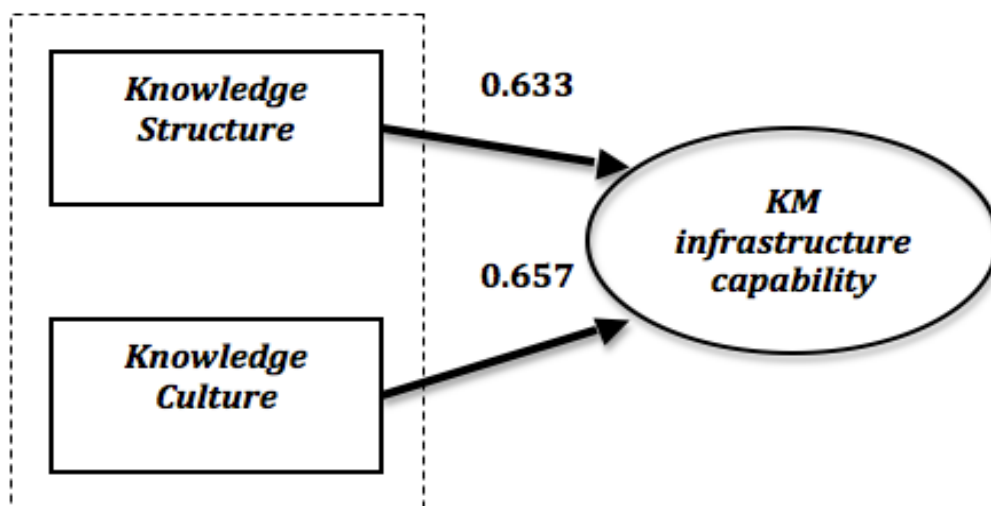 Knowledge
Structure
0.633
KM
infrastructure
capability
0.657
Knowledge
Culture